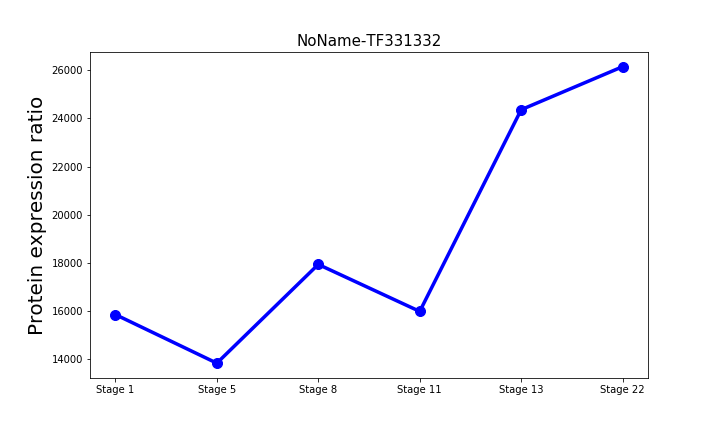 NoName-TF331332
Protein expression ratio
26000
24000
22000
20000
18000
16000
14000
Stage 1 Stage 5 Stage 8 Stage 11 Stage 13 Stage 22